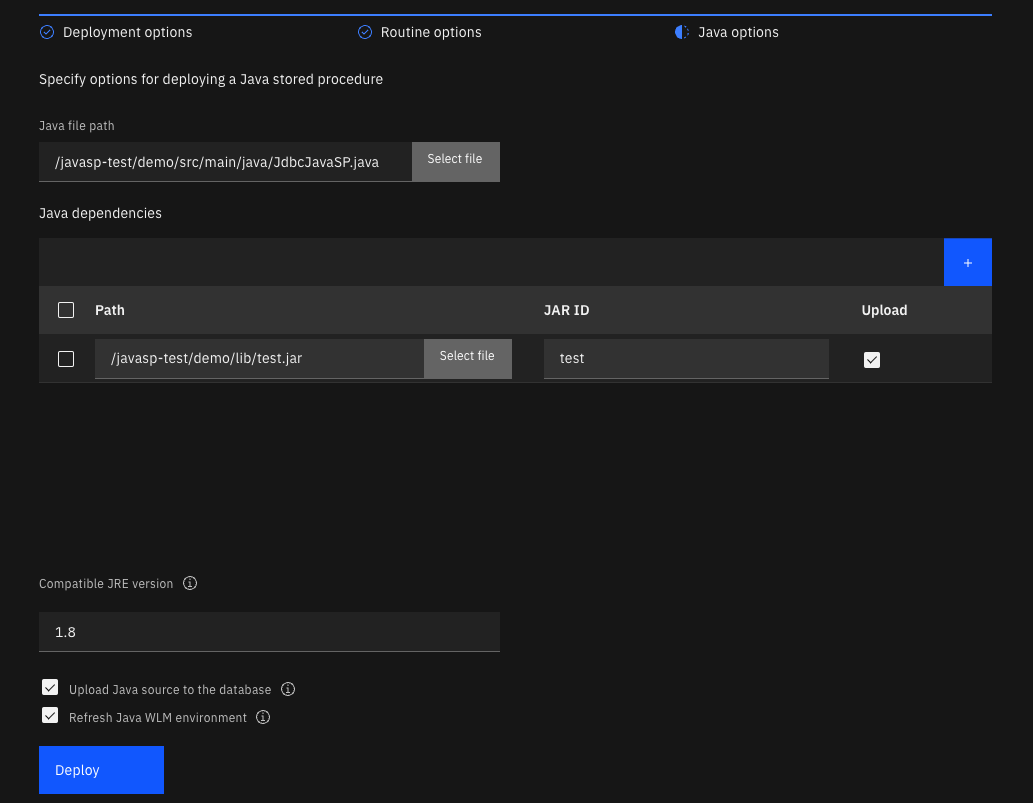 Deployment options Routine options Java options
Specify options for deploying a Java stored procedure
Java file path
/javasp-test/demo/src/main/java/JdbcJavaSP.java Select file
Java dependencies
+
Path JAR ID Upload
/javasp-test/demo/lib/test.jar Select file test
Compatible JRE version
1.8
Upload Java source to the database
Refresh Java WLM environment
Deploy